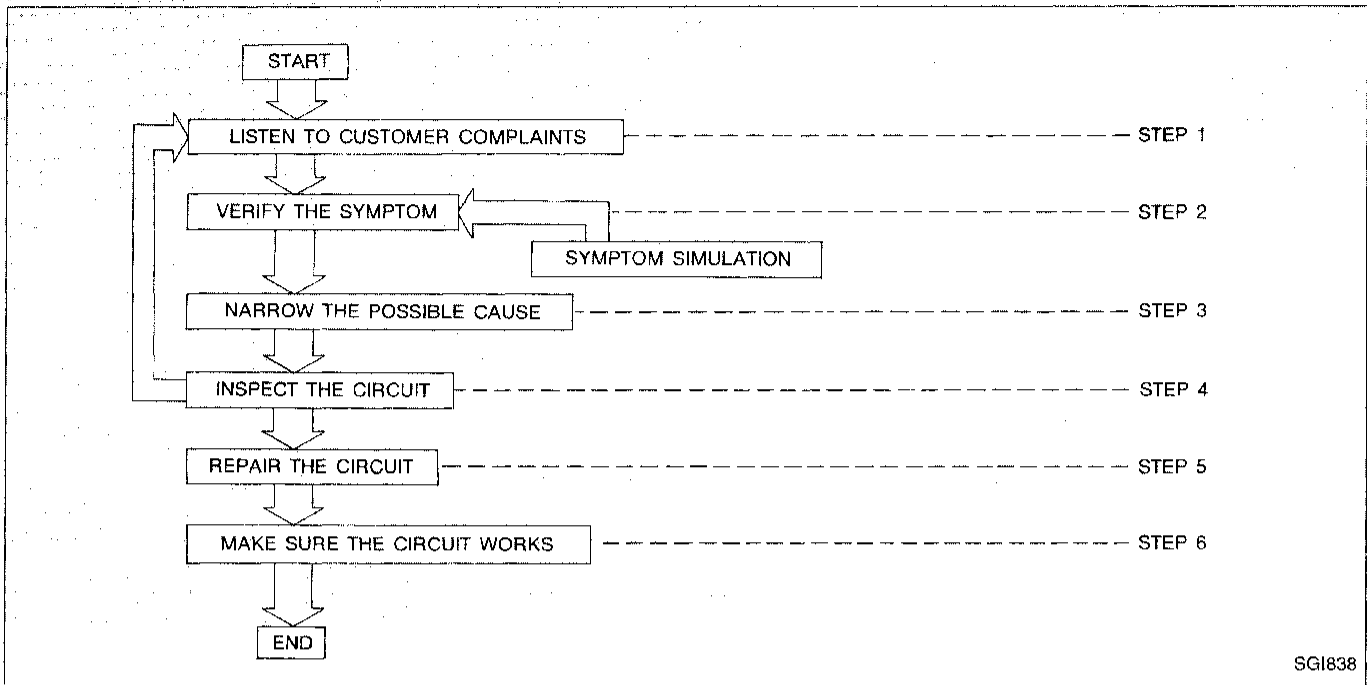 START
LISTEN TO CUSTOMER COMPLAINTS STEP 1
VERIFY THE SYMPTOM STEP 2
SYMPTOM SIMULATION
NARROW THE POSSIBLE CAUSE STEP 3
INSPECT THE CIRCUIT STEP 4
REPAIR THE CIRCUIT STEP 5
MAKE SURE THE CIRCUIT WORKS STEP 6
END
SGI838